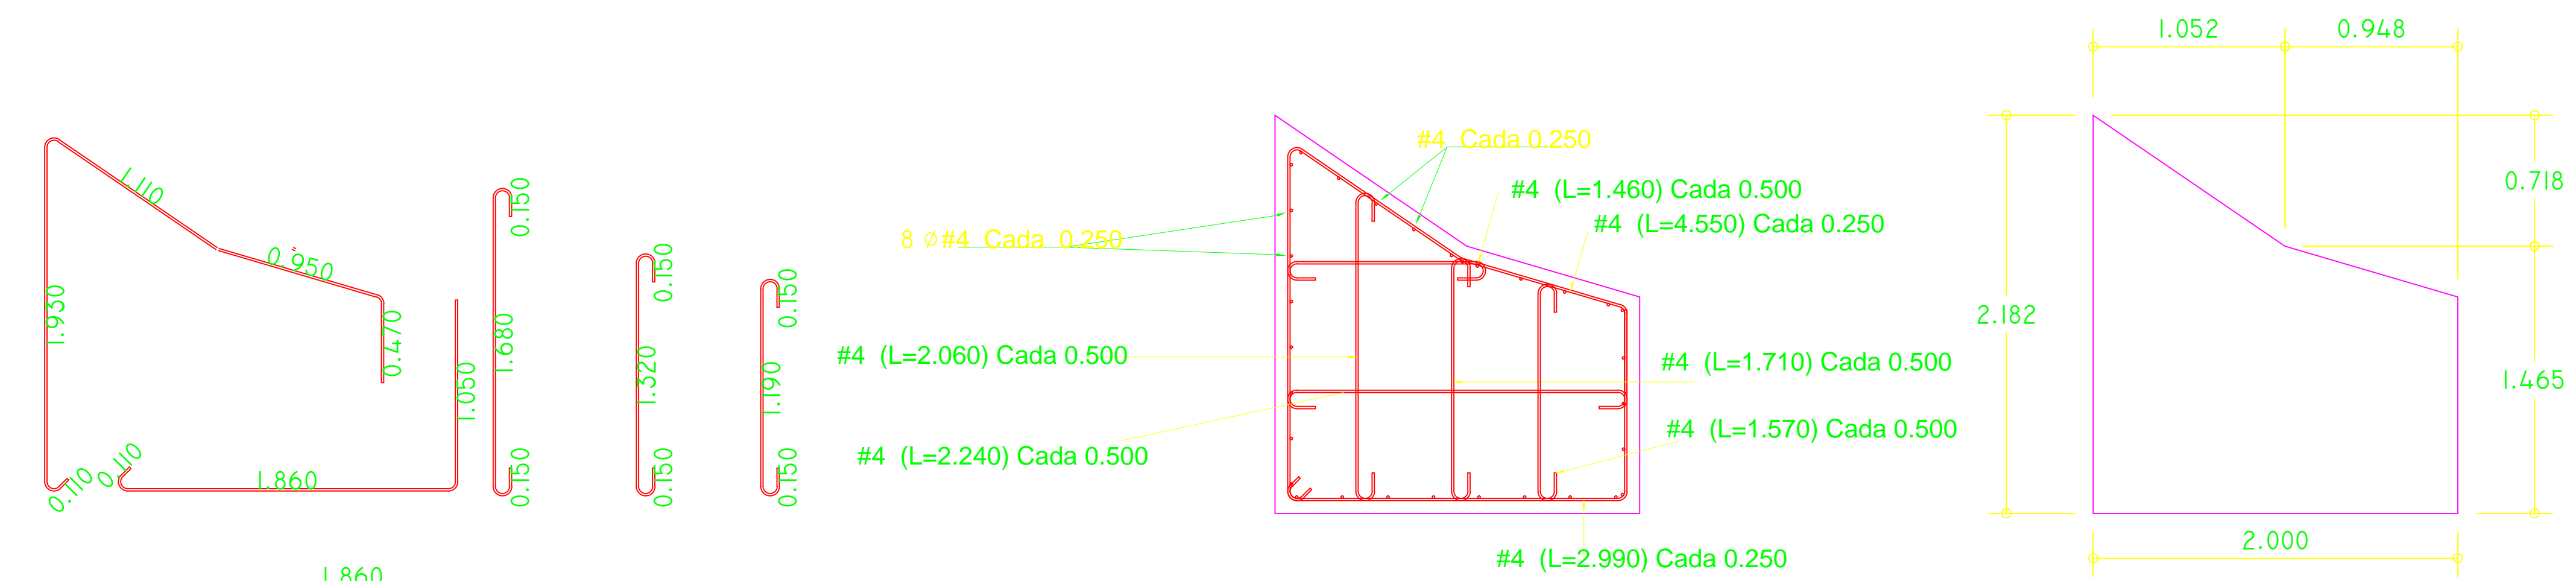 1.110
0.950
1.930
0.470
1.050
0.110
0.110
1.860
0.150
1.680
0.150
0.150
1.320
0.150
0.150
1.190
0.150
1.860
#4 Cada 0.250
#4 (L=1.460) Cada 0.500
#4 (L=4.550) Cada 0.250
8 ∅#4 Cada 0.250
#4 (L=2.060) Cada 0.500
#4 (L=1.710) Cada 0.500
#4 (L=1.570) Cada 0.500
#4 (L=2.240) Cada 0.500
#4 (L=2.990) Cada 0.250
1.052
0.948
0.718
2.182
1.465
2.000